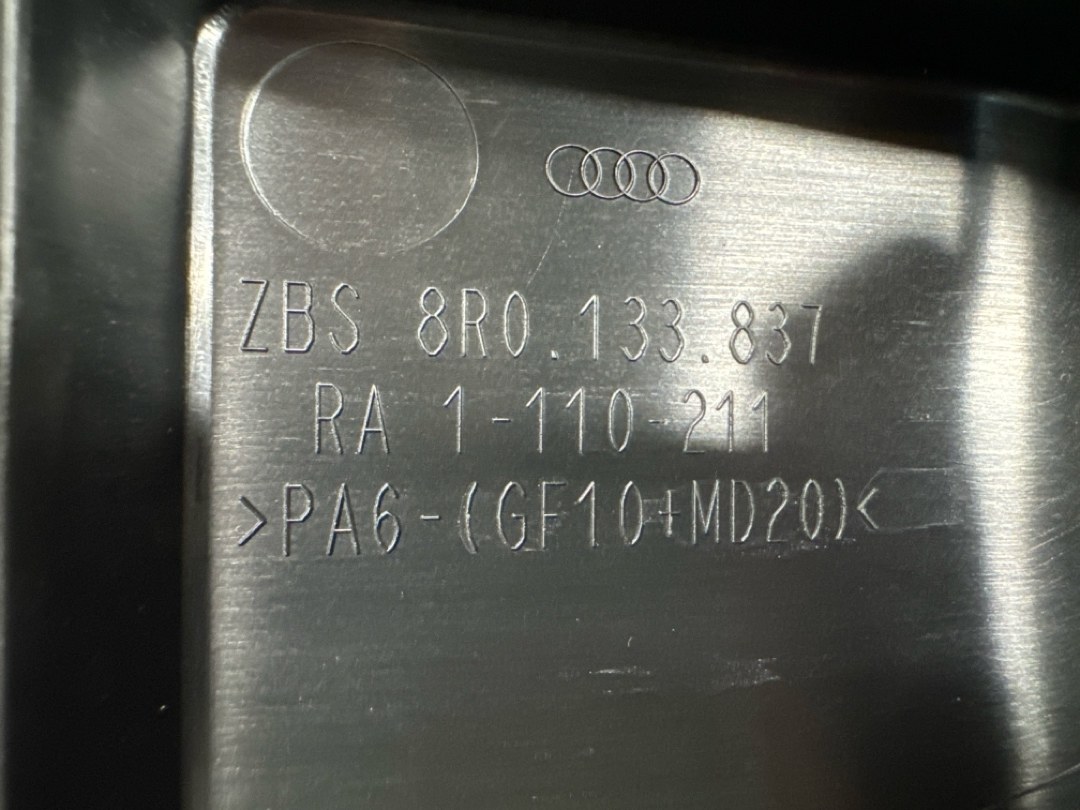 ZBS 8R0.133.837
RA 1-110-211
>PA6-(GF10+MD20)<